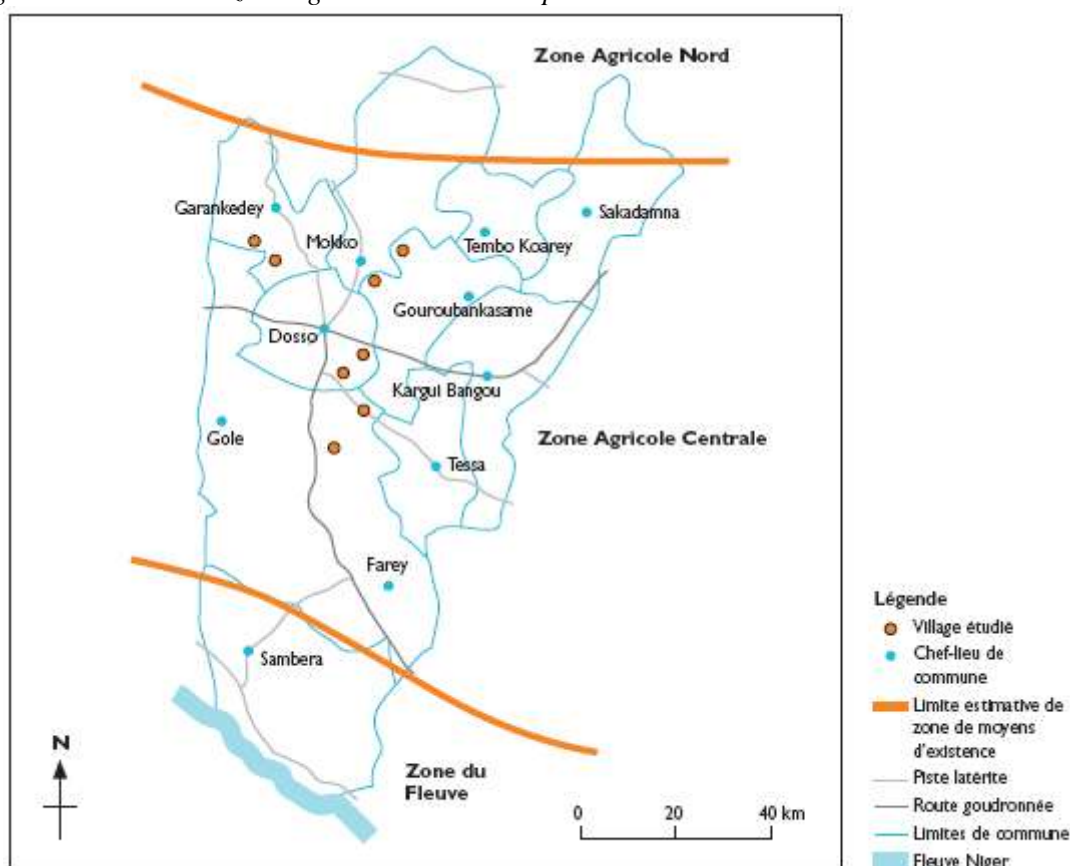 Zone Agricole Nord
Garankedey
Sakadamna
Mokko
Tembo Koarey
Gouroubankasame
Dosso
Kargui Bangou
Gole
Zone Agricole Centrale
Tessa
Farey
Sambera
N
Zone du
Fleuve
0 20 40 km
Légende
Village étudié
Chef-lieu de
commune
Limite estimative de
zone de moyens
d'existence
Piste latérite
Route goudronnée
Limites de commune
Fleuve Niger